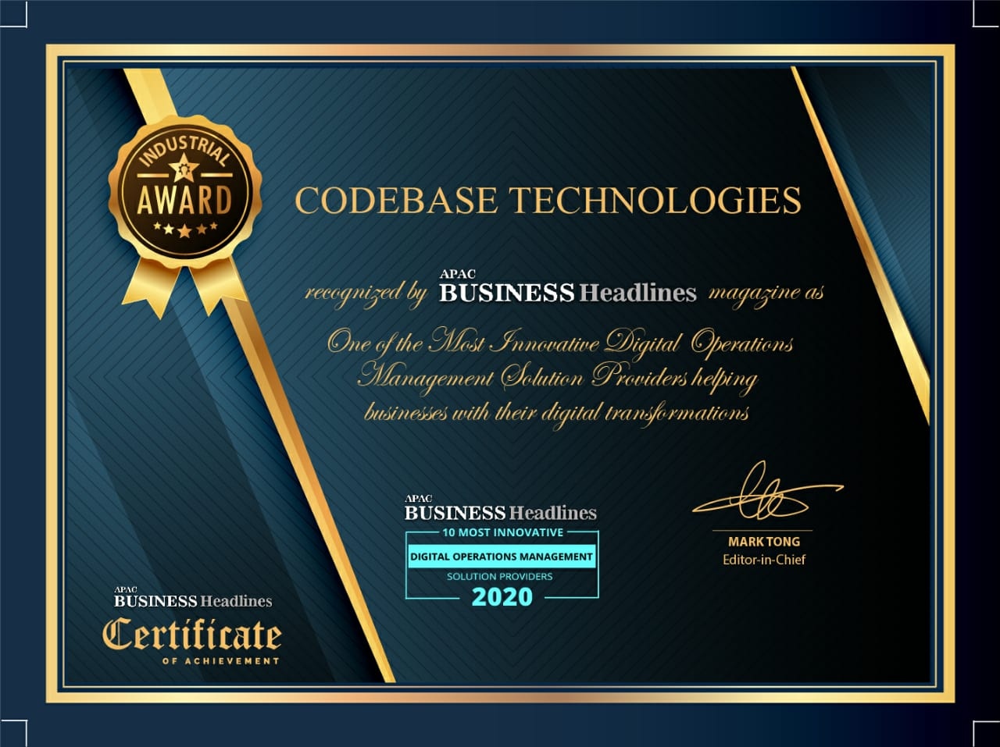 INDUSTRIAL
AWARD
CODEBASE TECHNOLOGIES
APAC
recognized by BUSINESS Headlines magazine as
One of the Most Innovative Digital Operations
Management Solution Providers helping
businesses with their digital transformations
APAC
BUSINESS Headlines
10 MOST INNOVATIVE
DIGITAL OPERATIONS MANAGEMENT
SOLUTION PROVIDERS
2020
MARK TONG
Editor-in-Chief
APAC
BUSINESS Headlines
Certificate
OF ACHIEVEMENT